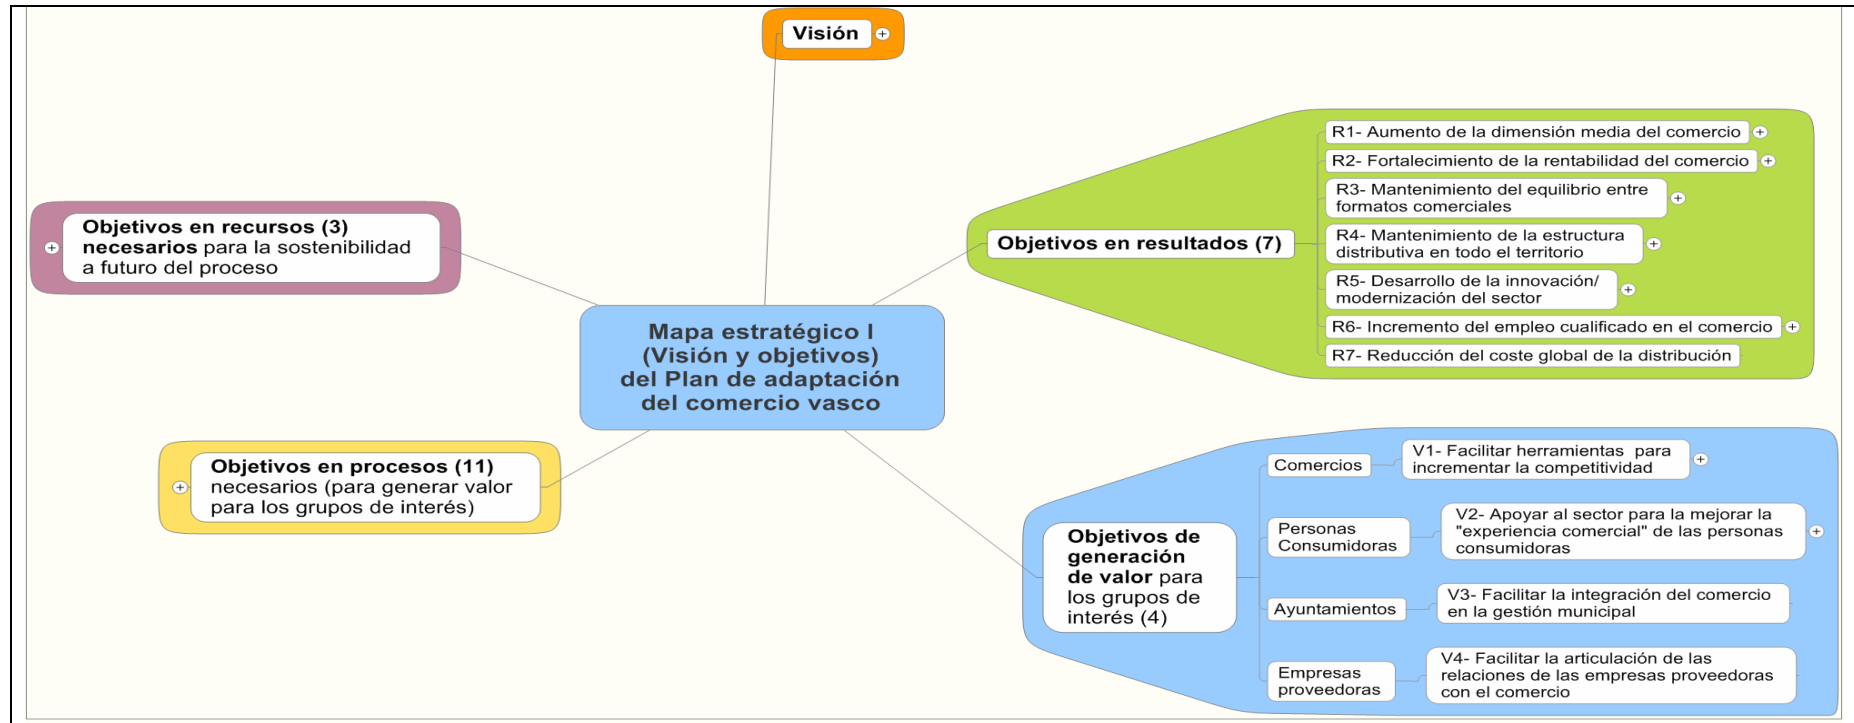 Visión
Objetivos en recursos (3)
necesarios para la sostenibilidad
a futuro del proceso
Mapa estratégico I
(Visión y objetivos)
del Plan de adaptación
del comercio vasco
Objetivos en procesos (11)
necesarios (para generar valor
para los grupos de interés)
Objetivos en resultados (7)
R1- Aumento de la dimensión media del comercio
R2- Fortalecimiento de la rentabilidad del comercio
R3- Mantenimiento del equilibrio entre
formatos comerciales
R4- Mantenimiento de la estructura
distributiva en todo el territorio
R5- Desarrollo de la innovación/
modernización del sector
R6- Incremento del empleo cualificado en el comercio
R7- Reducción del coste global de la distribución
Objetivos de
generación
de valor para
los grupos de
interés (4)
Comercios
V1- Facilitar herramientas para
incrementar la competitividad
Personas
Consumidoras
V2- Apoyar al sector para la mejorar la
"experiencia comercial" de las personas
consumidoras
Ayuntamientos
V3- Facilitar la integración del comercio
en la gestión municipal
Empresas
proveedoras
V4- Facilitar la articulación de las
relaciones de las empresas proveedoras
con el comercio